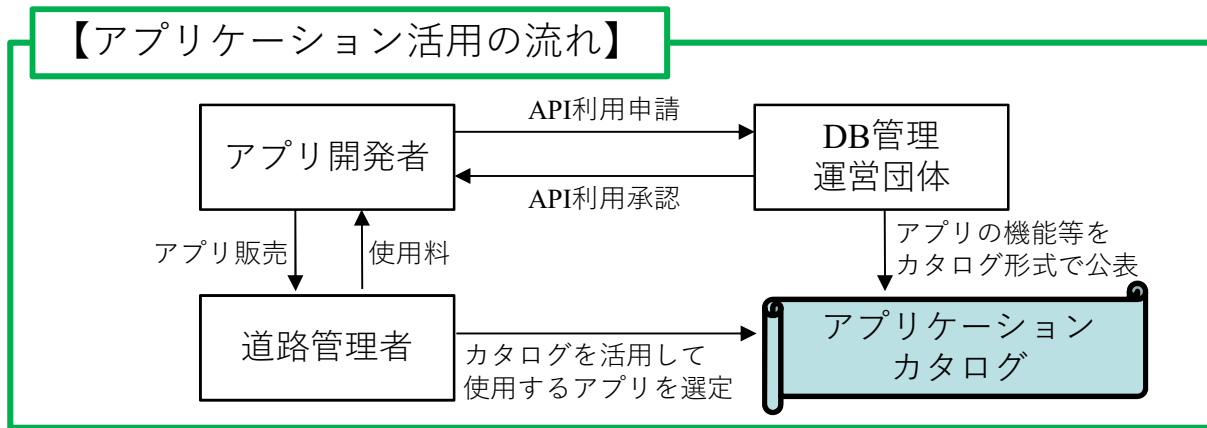 【アプリケーション活用の流れ】
API利用申請
アプリ開発者
DB管理
運営団体
API利用承認
アプリ販売
使用料
アプリの機能等を
カタログ形式で公表
道路管理者
カタログを活用して
使用するアプリを選定
アプリケーション
カタログ